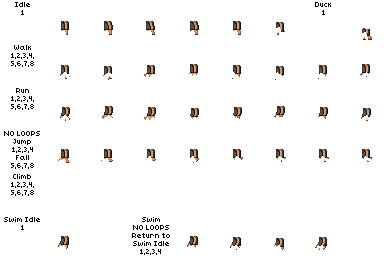 Idle
1
Duck
1
Walk
1,2,3,4,
5,6,7,8
Run
1,2,3,4,
5,6,7,8
NO LOOPS
Jump
1,2,3,4
Fall
5,6,7,8
Climb
1,2,3,4,
5,6,7,8
Swim Idle
1
Swim
NO LOOPS
Return to
Swim Idle
1,2,3,4